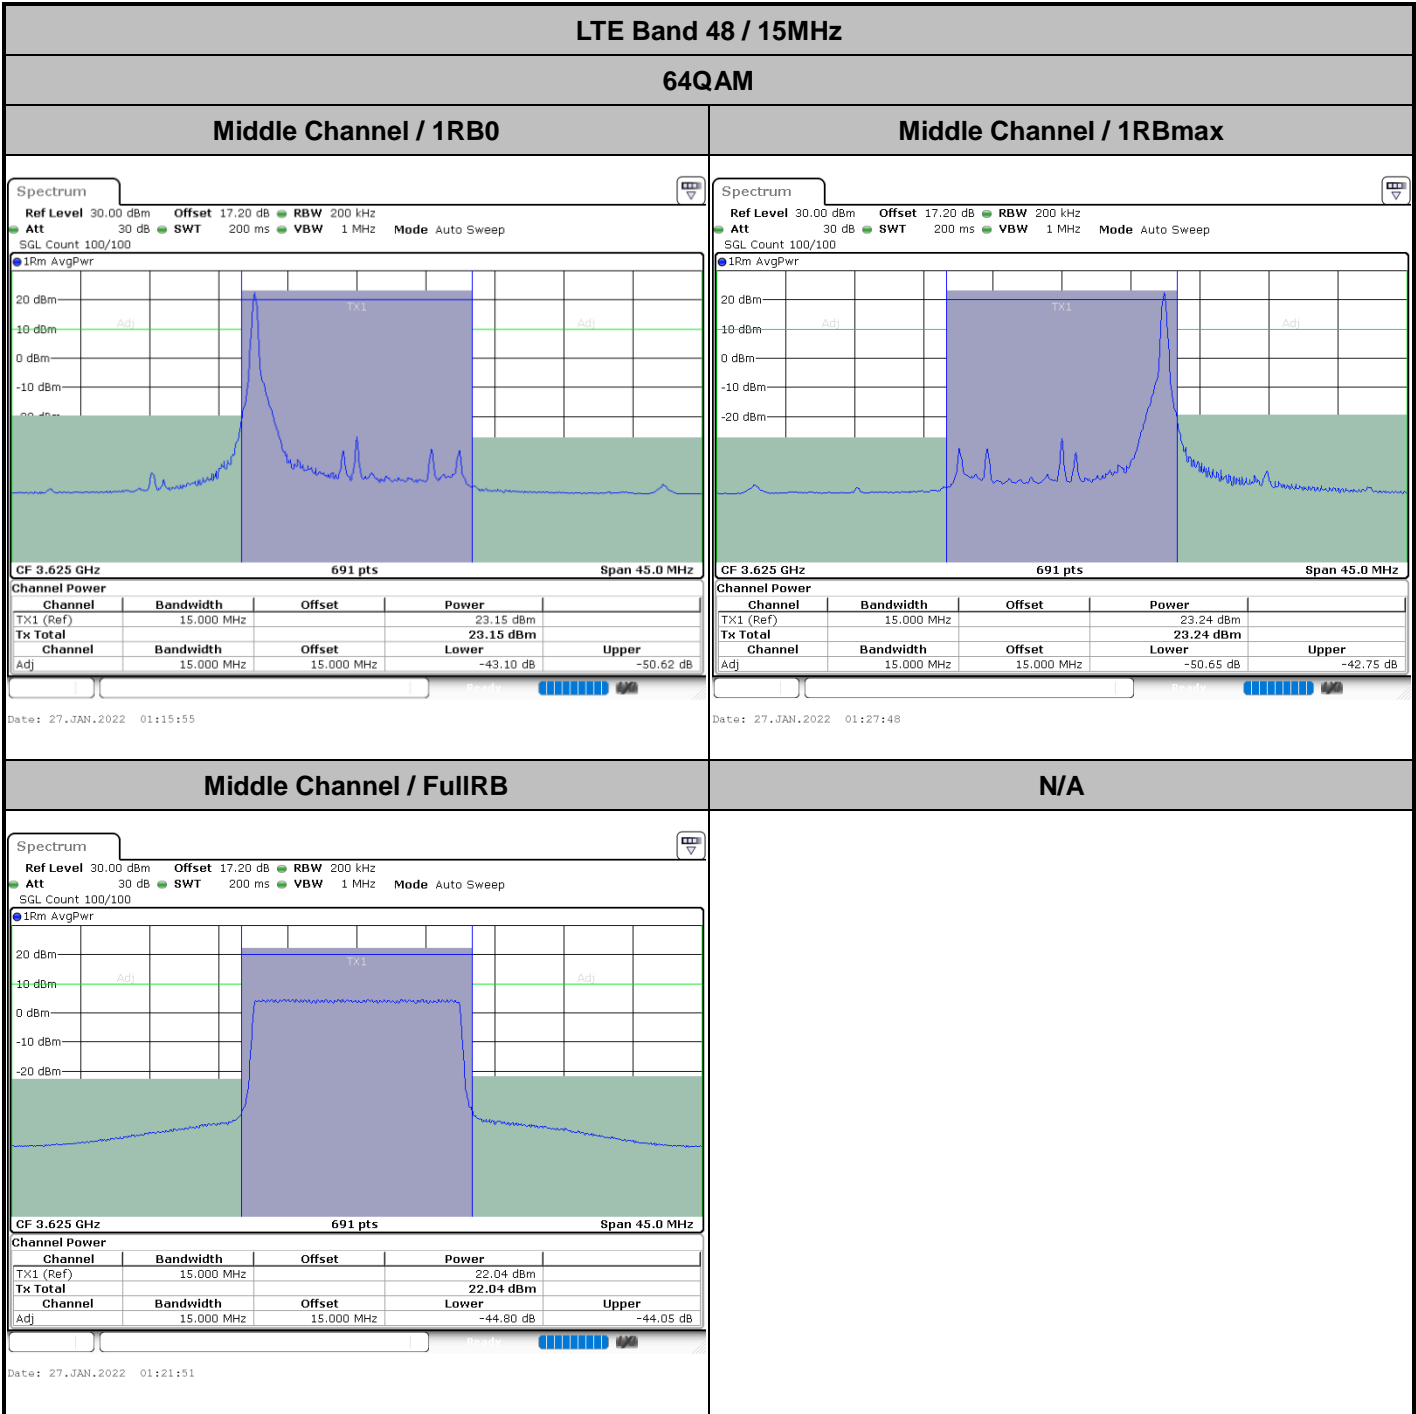 LTE Band 48 / 15MHz
64QAM
Middle Channel / 1RB0
Middle Channel / 1RBmax
Spectrum
Ref Level 30.00 dBm Offset 17.20 dB RBW 200 kHz
Att 30 dB SWT 200 ms VBW 1 MHz Mode Auto Sweep
SGL Count 100/100
1Rm AvgPwr
TX1
Adj
Adj
20 dBm
10 dBm
0 dBm
-10 dBm
CF 3.625 GHz 691 pts Span 45.0 MHz
Channel Power
Channel Bandwidth Offset Power
TX1 (Ref) 15.000 MHz 23.15 dBm
Tx Total 23.15 dBm
Channel Bandwidth Offset Lower Upper
Adj 15.000 MHz 15.000 MHz -43.10 dB -50.62 dB
Ready
Date: 27.JAN.2022 01:15:55
Spectrum
Ref Level 30.00 dBm Offset 17.20 dB RBW 200 kHz
Att 30 dB SWT 200 ms VBW 1 MHz Mode Auto Sweep
SGL Count 100/100
1Rm AvgPwr
TX1
Adj
Adj
20 dBm
10 dBm
0 dBm
-10 dBm
-20 dBm
CF 3.625 GHz 691 pts Span 45.0 MHz
Channel Power
Channel Bandwidth Offset Power
TX1 (Ref) 15.000 MHz 23.24 dBm
Tx Total 23.24 dBm
Channel Bandwidth Offset Lower Upper
Adj 15.000 MHz 15.000 MHz -50.65 dB -42.75 dB
Ready
Date: 27.JAN.2022 01:27:48
Middle Channel / FullRB
N/A
Spectrum
Ref Level 30.00 dBm Offset 17.20 dB RBW 200 kHz
Att 30 dB SWT 200 ms VBW 1 MHz Mode Auto Sweep
SGL Count 100/100
1Rm AvgPwr
TX1
Adj
Adj
20 dBm
10 dBm
0 dBm
-10 dBm
-20 dBm
CF 3.625 GHz 691 pts Span 45.0 MHz
Channel Power
Channel Bandwidth Offset Power
TX1 (Ref) 15.000 MHz 22.04 dBm
Tx Total 22.04 dBm
Channel Bandwidth Offset Lower Upper
Adj 15.000 MHz 15.000 MHz -44.80 dB -44.05 dB
Ready
Date: 27.JAN.2022 01:21:51